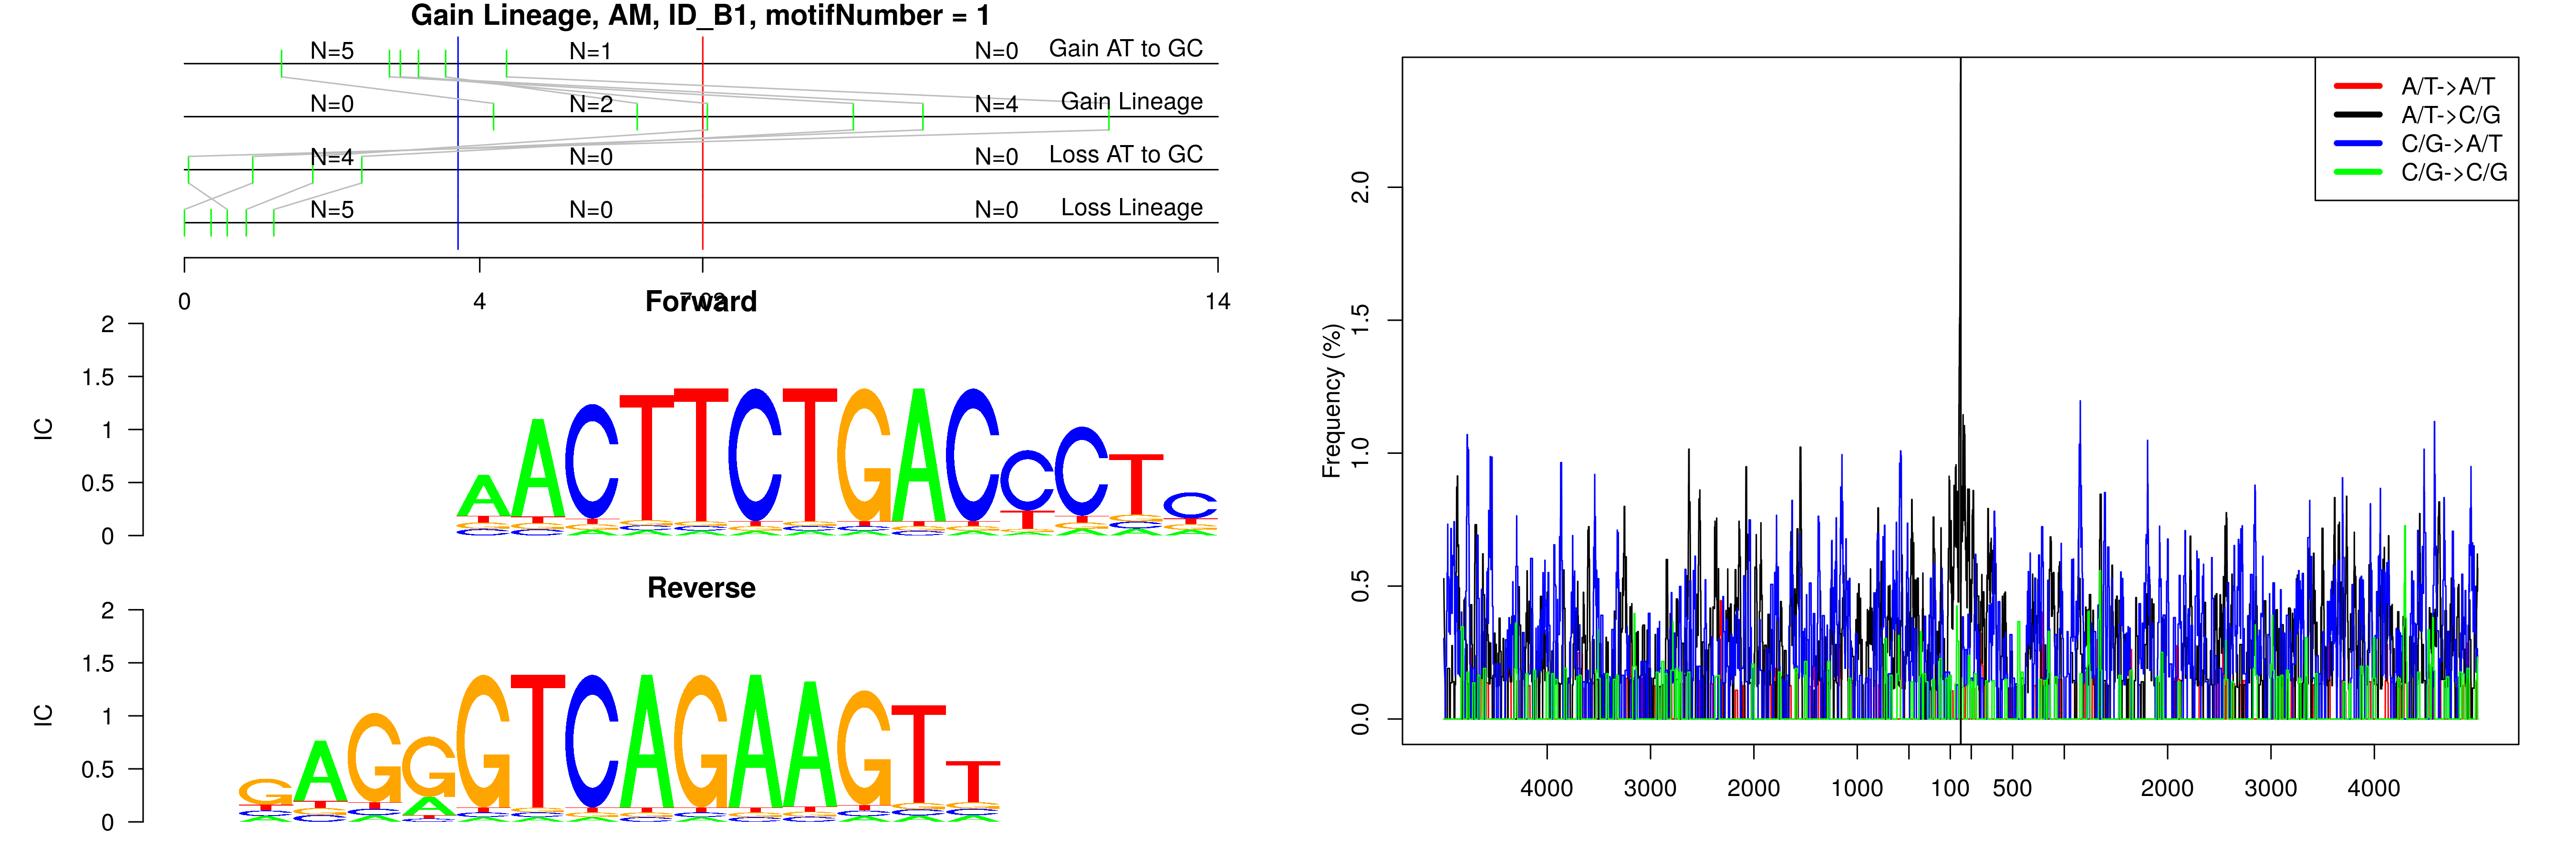 Gain Lineage, AM, ID_B1, motifNumber = 1
N=5 N=1 N=0 Gain AT to GC
N=0 N=2 N=4 Gain Lineage
N=4 N=0 N=0 Loss AT to GC
N=5 N=0 N=0 Loss Lineage
0 4 14
Forward
IC
2
1.5
1
0.5
0
AACTTCTGACCCTC
Reverse
IC
2
1.5
1
0.5
0
GAGGGTCAGAAGTT
A/T->A/T
A/T->C/G
C/G->A/T
C/G->C/G
Frequency (%)
2.0
1.5
1.0
0.5
0.0
4000 3000 2000 1000 100 500 2000 3000 4000